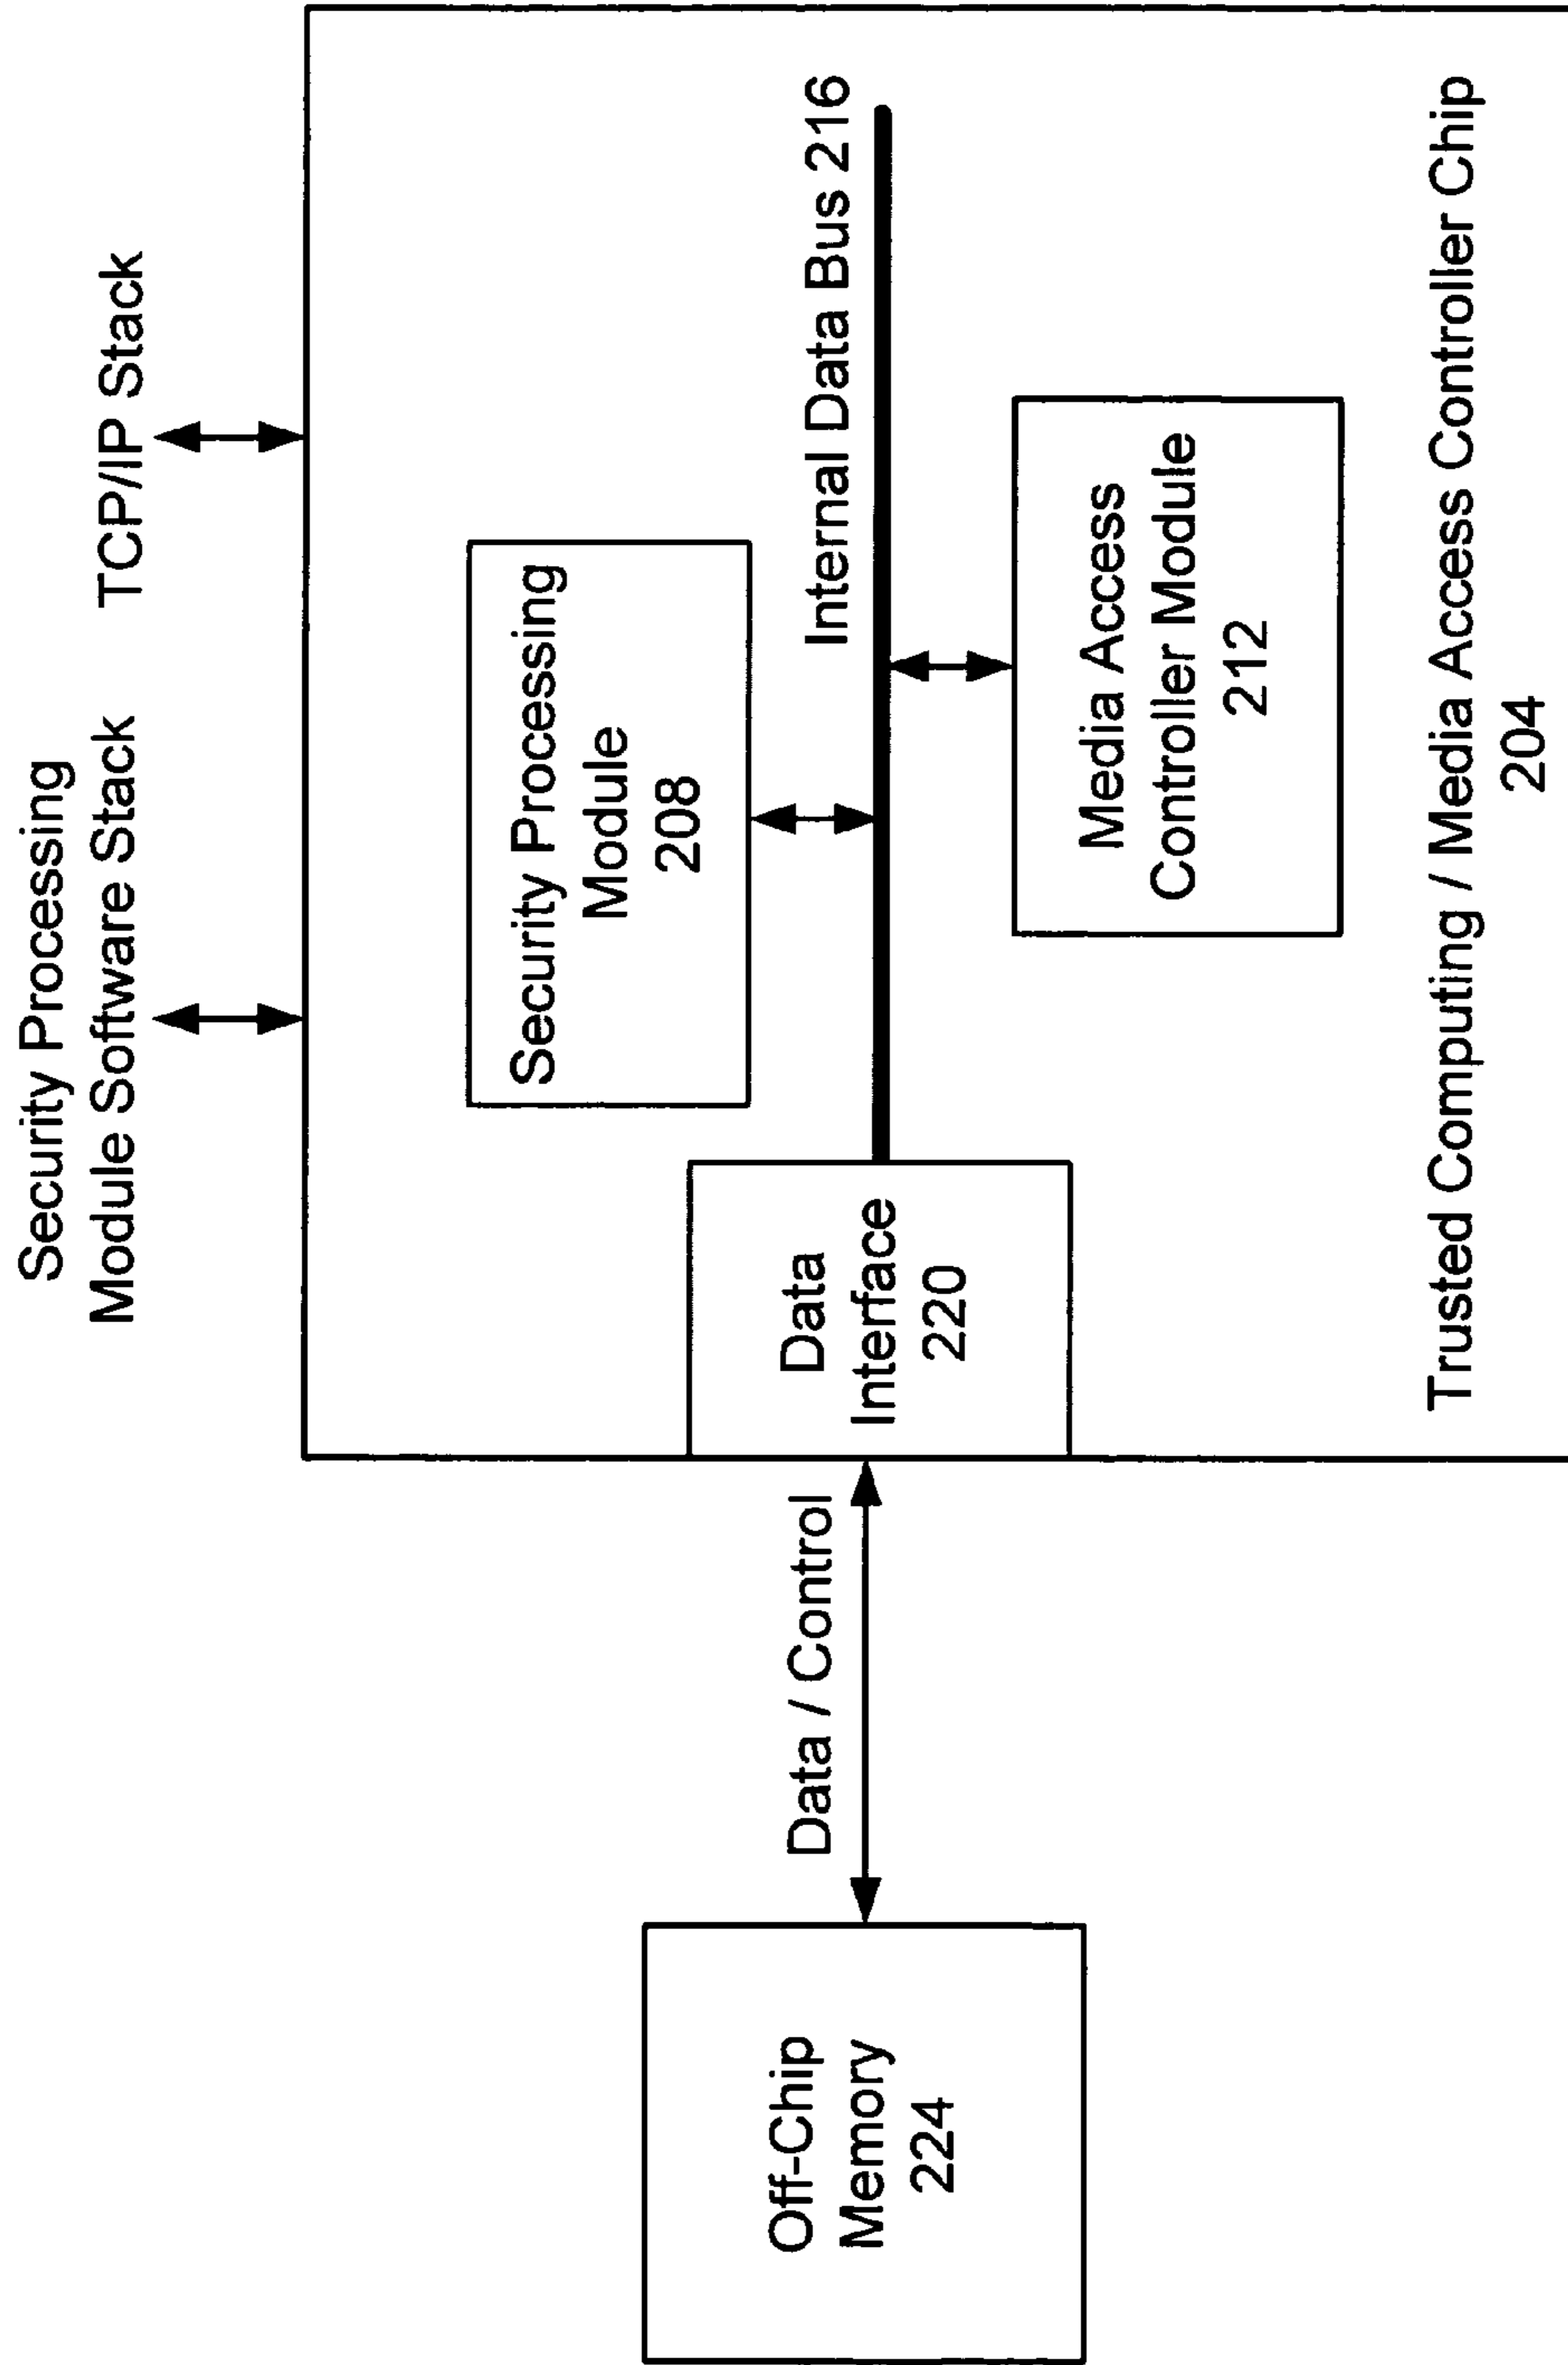 Security Processing
Module Software Stack
TCP/IP Stack
Security Processing
Module
208
Internal Data Bus 216
Data
Interface
220
Data / Control
Off-Chip
Memory
224
Media Access
Controller Module
212
Trusted Computing / Media Access Controller Chip
204